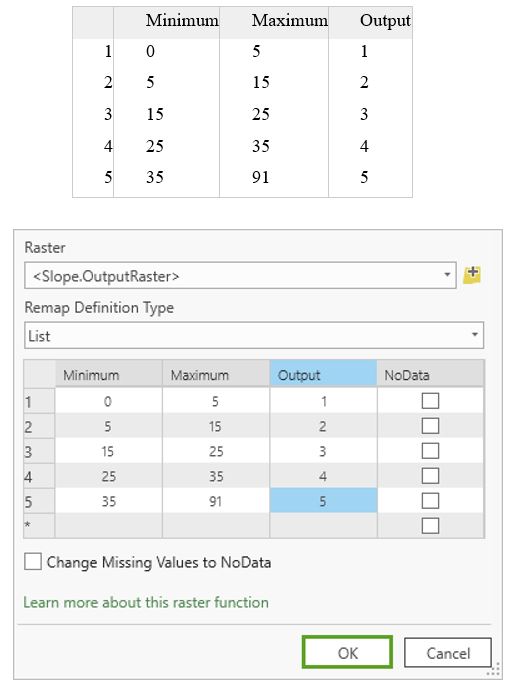 Minimum Maximum Output
1 0 5 1
2 5 15 2
3 15 25 3
4 25 35 4
5 35 91 5
Raster
<Slope.OutputRaster>
Remap Definition Type
List
Minimum Maximum Output NoData
1 0 5 1
2 5 15 2
3 15 25 3
4 25 35 4
5 35 91 5
*
Change Missing Values to NoData
Learn more about this raster function
OK Cancel